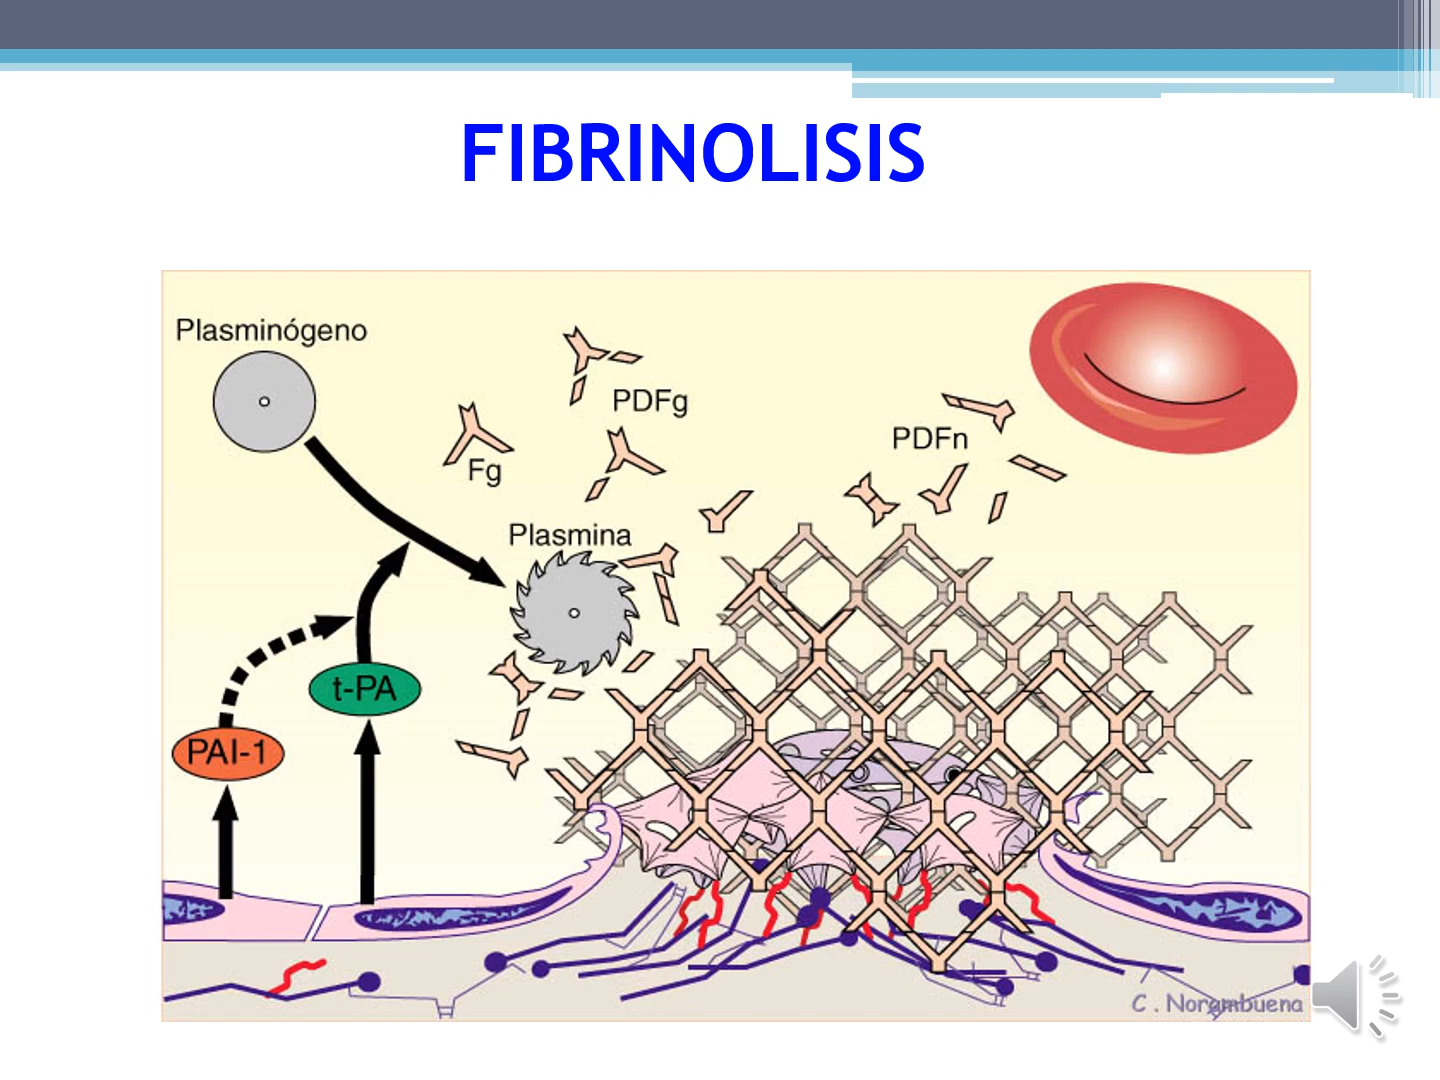 FIBRINOLISIS
Plasminógeno
PDFg
Fg
PDFn
Plasmina
t-PA
PAI-1
C . Norambuena